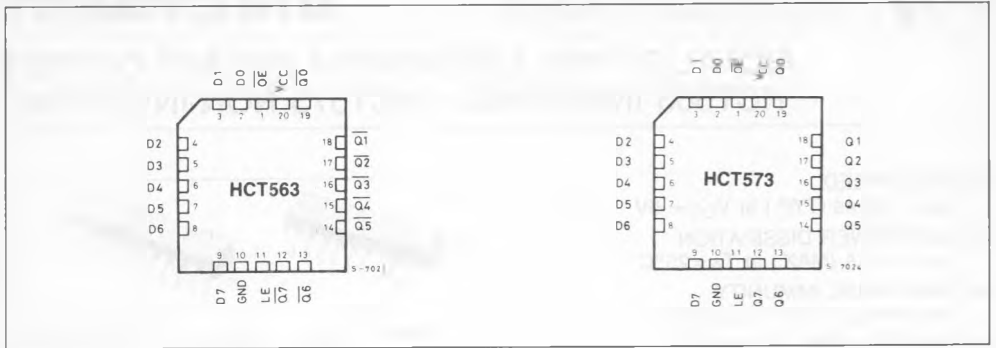 D1 D0 OE VCC Q0
3 2 1 20 19
D2 4 18 Q1
D3 5 17 Q2
D4 6 HCT563 16 Q3
D5 7 15 Q4
D6 8 14 Q5
9 10 11 12 13
S-702
D7 GND LE Q7 Q6
D1 D0 OE VCC Q0
3 2 1 20 19
D2 4 18 Q1
D3 5 17 Q2
D4 6 HCT573 16 Q3
D5 7 15 Q4
D6 8 14 Q5
9 10 11 12 13
S-7024
D7 GND LE Q7 Q6